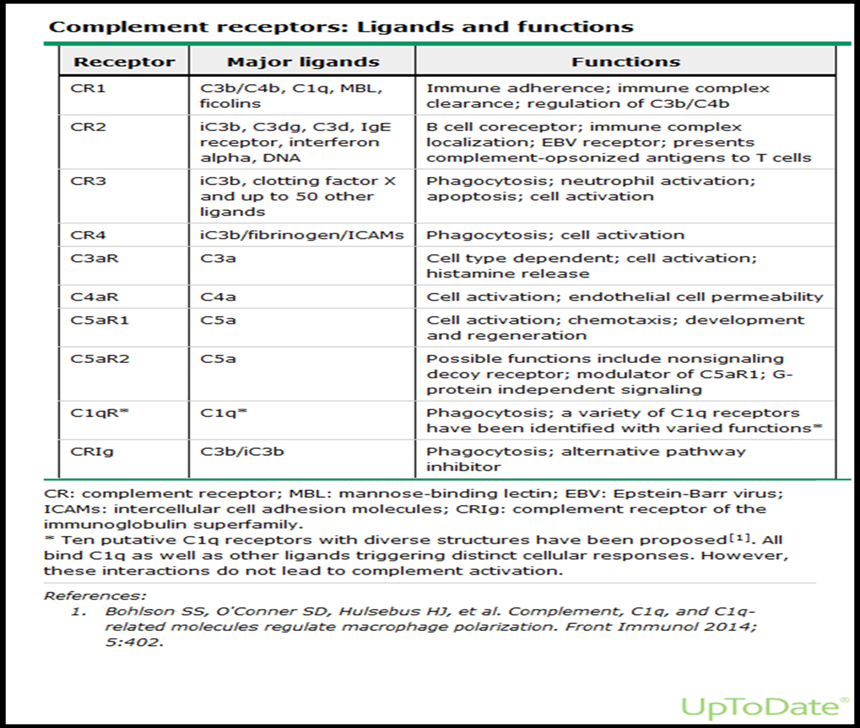 Complement receptors: Ligands and functions
Receptor Major ligands Functions
CR1 C3b/C4b, C1q, MBL, Immune adherence; immune complex
ficolins clearance; regulation of C3b/C4b
CR2 iC3b, C3dg, C3d, IgE B cell coreceptor; immune complex
receptor, interferon localization; EBV receptor; presents
alpha, DNA complement-opsonized antigens to T cells
CR3 iC3b, clotting factor X Phagocytosis; neutrophil activation;
and up to 50 other apoptosis; cell activation
ligands
CR4 iC3b/fibrinogen/ICAMs Phagocytosis; cell activation
C3aR C3a Cell type dependent; cell activation;
histamine release
C4aR C4a Cell activation; endothelial cell permeability
C5aR1 C5a Cell activation; chemotaxis; development
and regeneration
C5aR2 C5a Possible functions include nonsignaling
decoy receptor; modulator of C5aR1; G-
protein independent signaling
C1qR* C1q* Phagocytosis; a variety of C1q receptors
have been identified with varied functions*
CRIg C3b/iC3b Phagocytosis; alternative pathway
inhibitor
CR: complement receptor; MBL: mannose-binding lectin; EBV: Epstein-Barr virus;
ICAMs: intercellular cell adhesion molecules; CRIg: complement receptor of the
immunoglobulin superfamily.
* Ten putative C1q receptors with diverse structures have been proposed[1]. All
bind C1q as well as other ligands triggering distinct cellular responses. However,
these interactions do not lead to complement activation.
References:
1. Bohlson SS, O'Conner SD, Hulsebus HJ, et al. Complement, C1q, and C1q-
related molecules regulate macrophage polarization. Front Immunol 2014;
5:402.
UpToDate®